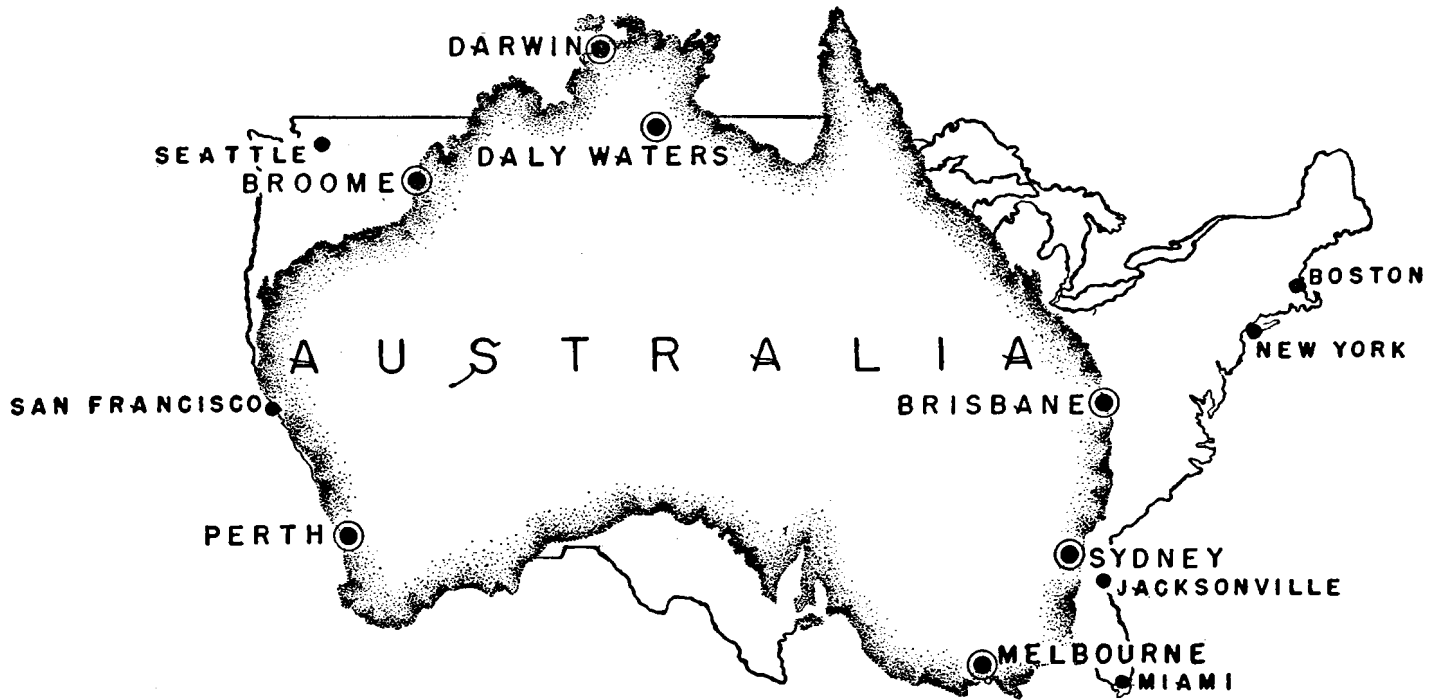 DARWIN
SEATTLE
DALY WATERS
BROOME
BOSTON
AUSTRALIA
NEW YORK
SAN FRANCISCO
BRISBANE
PERTH
SYDNEY
JACKSONVILLE
MELBOURNE
MIAMI